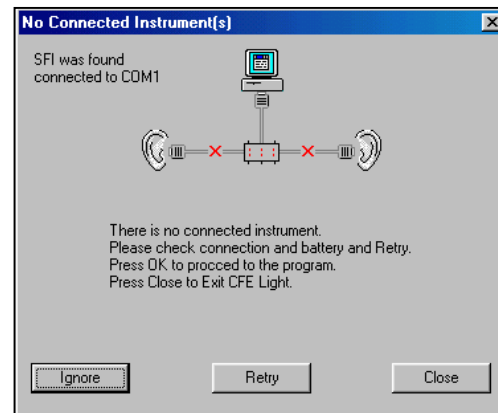 No Connected Instrument(s)
SFI was found
connected to COM1
There is no connected instrument.
Please check connection and battery and Retry.
Press OK to procced to the program.
Press Close to Exit CFE Light.
Ignore
Retry
Close